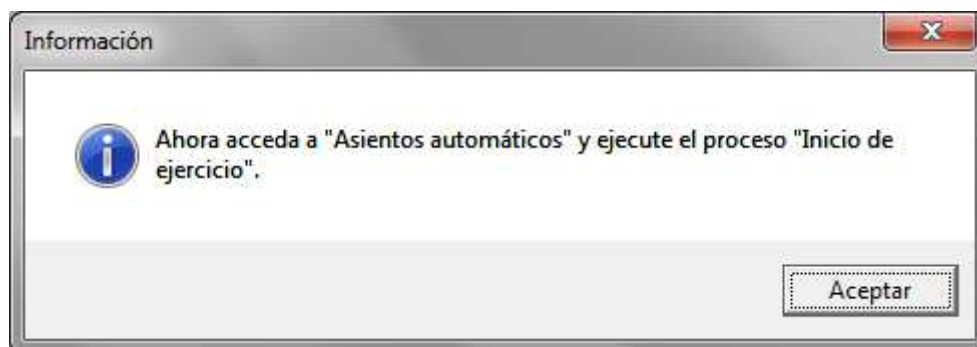 Información
Ahora acceda a "Asientos automáticos" y ejecute el proceso "Inicio de
ejercicio".
Aceptar